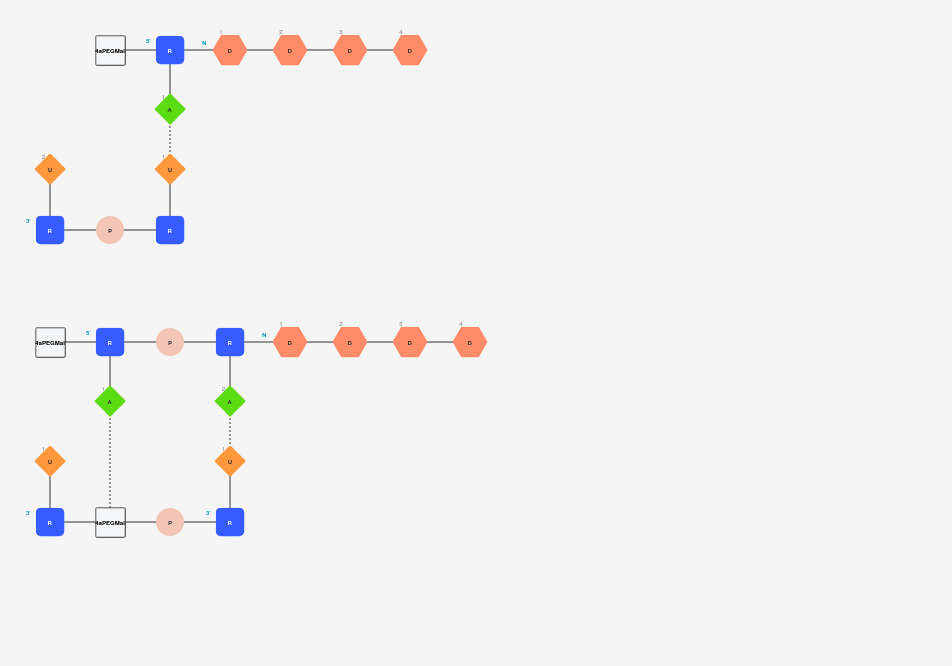 1 2 3 4
5' N
4aPEGMal R D D D D
1
A
2 1
U U
3'
R P R
1 2 3 4
5' N
4aPEGMal R P R D D D D
1 2
A A
1 1
U U
3' 3'
R 4aPEGMal P R